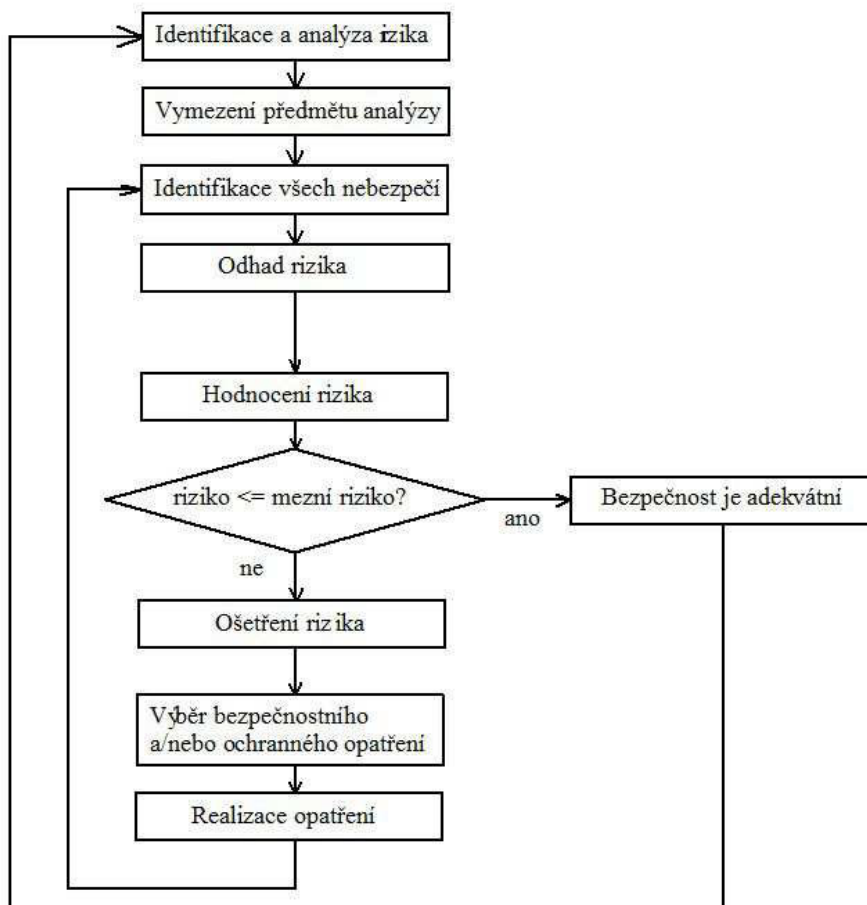 Identifikace a analýza rizika
Vymezení předmětu analýzy
Identifikace všech nebezpečí
Odhad rizika
Hodnocení rizika
riziko <= mezní riziko?
ano
Bezpečnost je adekvátní
ne
Ošetření rizika
Výběr bezpečnostního
a/nebo ochranného opatření
Realizace opatření